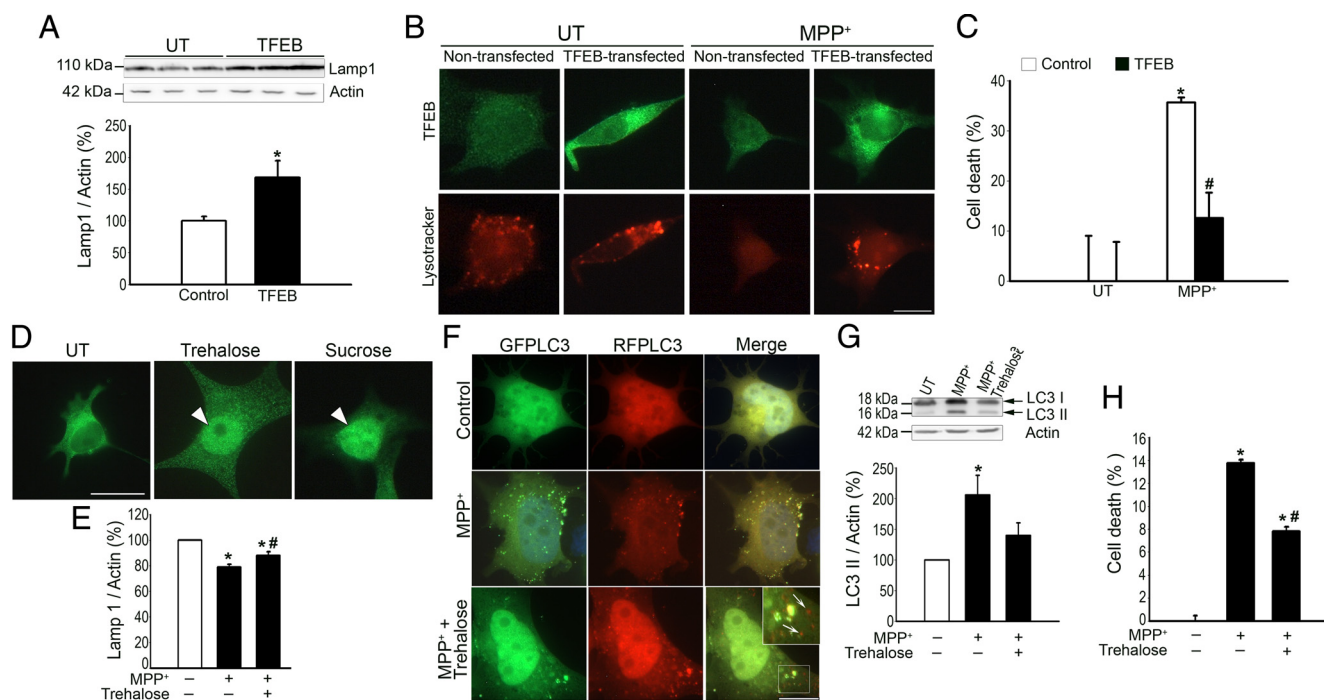 A
UT TFEB
110 kDa
Lamp1
42 kDa
Actin
Lamp1 / Actin (%)
250
200
150
100
50
0
*
Control TFEB
B
UT MPP⁺
Non-transfected TFEB-transfected Non-transfected TFEB-transfected
TFEB
Lysotracker
C
Control TFEB
Cell death (%)
40
30
20
10
0
*
#
UT MPP⁺
D
UT Trehalose Sucrose
E
Lamp 1 / Actin (%)
120
100
80
60
40
20
0
* *#
MPP⁺ – + +
Trehalose – – +
F
GFPLC3 RFPLC3 Merge
Control
MPP⁺
MPP⁺ +
Trehalose
G
UT MPP⁺ MPP⁺
Trehalose
18 kDa LC3 I
16 kDa LC3 II
42 kDa Actin
LC3 II / Actin (%)
250
200
150
100
50
0
*
MPP⁺ – + +
Trehalose – – +
H
Cell death (%)
16
14
12
10
8
6
4
2
0
* *#
MPP⁺ – + +
Trehalose – – +